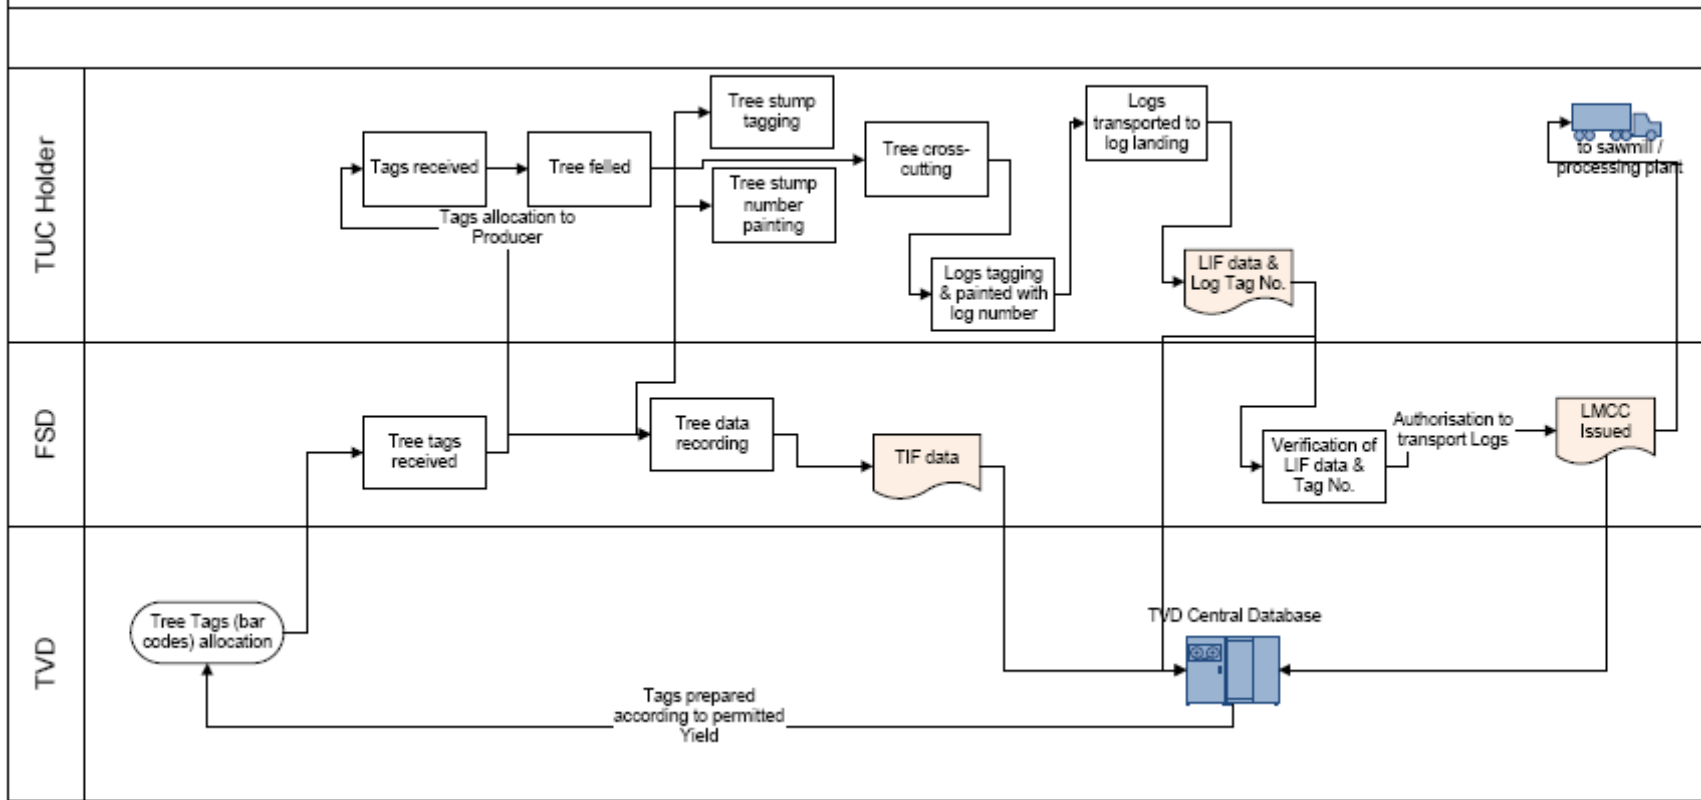 TUC Holder
Tags received
Tree felled
Tags allocation to
Producer
Tree stump
tagging
Tree stump
number
painting
Tree cross-
cutting
Logs tagging
& painted with
log number
Logs
transported to
log landing
LIF data &
Log Tag No.
to sawmill /
processing plant
FSD
Tree tags
received
Tree data
recording
TIF data
Verification of
LIF data &
Tag No.
Authorisation to
transport Logs
LMCC
Issued
TVD
Tree Tags (bar
codes) allocation
Tags prepared
according to permitted
Yield
TVD Central Database